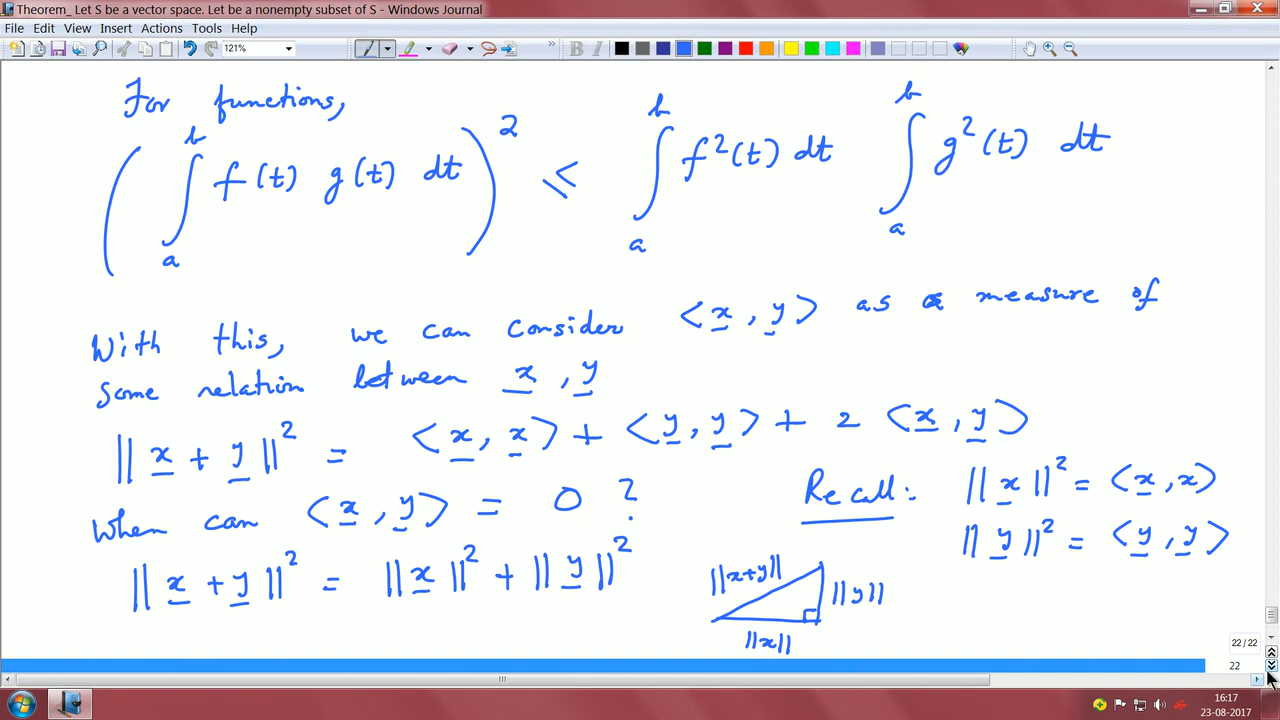 Theorem_ Let S be a vector space. Let be a nonempty subset of S - Windows Journal
File Edit View Insert Actions Tools Help
121%
For functions,
( ∫_a^b f(t) g(t) dt )^2 ≤ ∫_a^b f^2(t) dt ∫_a^b g^2(t) dt
With this, we can consider <x, y> as a measure of
some relation between x, y
||x + y||^2 = <x, x> + <y, y> + 2 <x, y>
When can <x, y> = 0 ?
Recall: ||x||^2 = <x, x>
||y||^2 = <y, y>
||x + y||^2 = ||x||^2 + ||y||^2
||x+y||
||y||
||x||
22/22
22
16:17
23-08-2017